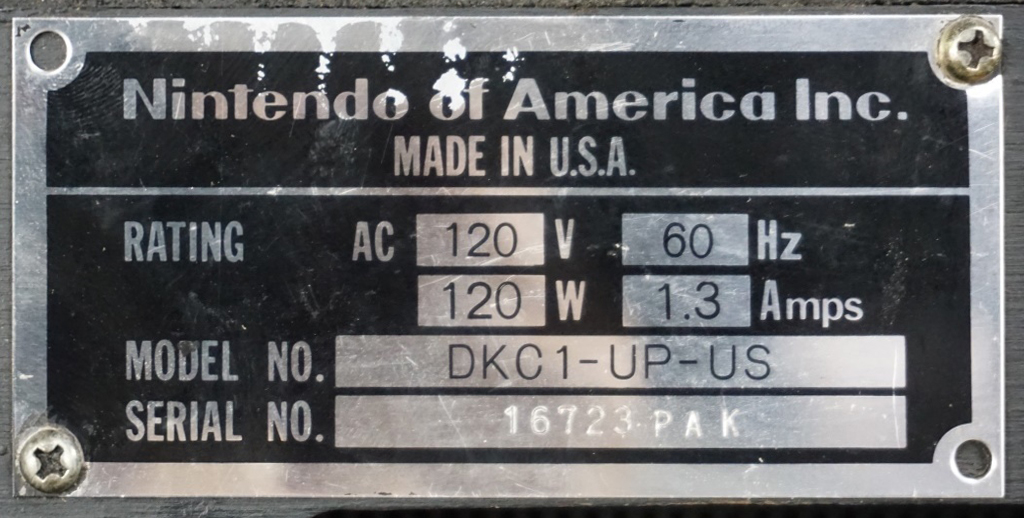 Nintendo of America Inc.
MADE IN U.S.A.
RATING AC 120 V 60 Hz
120 W 1.3 Amps
MODEL NO. DKC1-UP-US
SERIAL NO. 16723 PAK